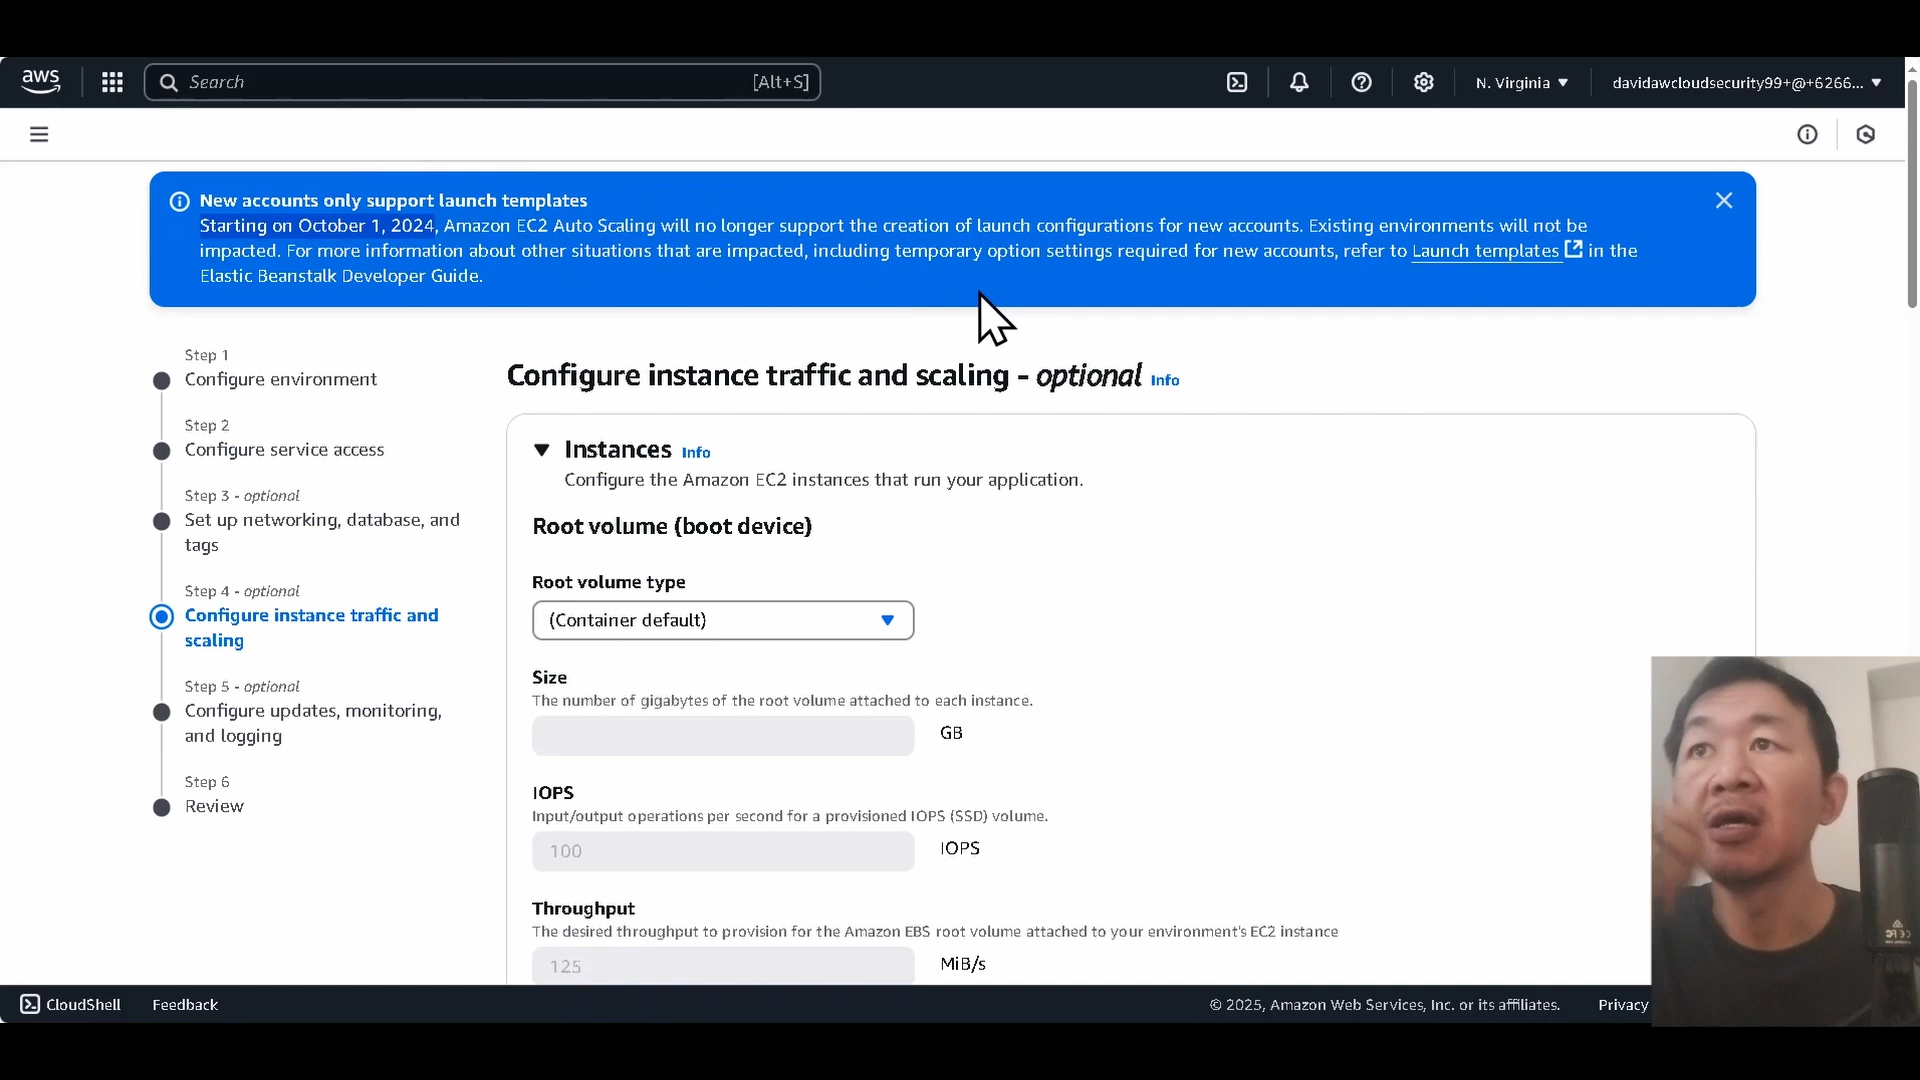 aws
Search [Alt+S] N. Virginia davidawcloudsecurity99+@+6266...
New accounts only support launch templates
Starting on October 1, 2024, Amazon EC2 Auto Scaling will no longer support the creation of launch configurations for new accounts. Existing environments will not be
impacted. For more information about other situations that are impacted, including temporary option settings required for new accounts, refer to Launch templates in the
Elastic Beanstalk Developer Guide.
Step 1
Configure environment
Step 2
Configure service access
Step 3 - optional
Set up networking, database, and
tags
Step 4 - optional
Configure instance traffic and
scaling
Step 5 - optional
Configure updates, monitoring,
and logging
Step 6
Review
Configure instance traffic and scaling - optional Info
Instances Info
Configure the Amazon EC2 instances that run your application.
Root volume (boot device)
Root volume type
(Container default)
Size
The number of gigabytes of the root volume attached to each instance.
GB
IOPS
Input/output operations per second for a provisioned IOPS (SSD) volume.
100 IOPS
Throughput
The desired throughput to provision for the Amazon EBS root volume attached to your environment's EC2 instance
125 MiB/s
CloudShell Feedback © 2025, Amazon Web Services, Inc. or its affiliates. Privacy